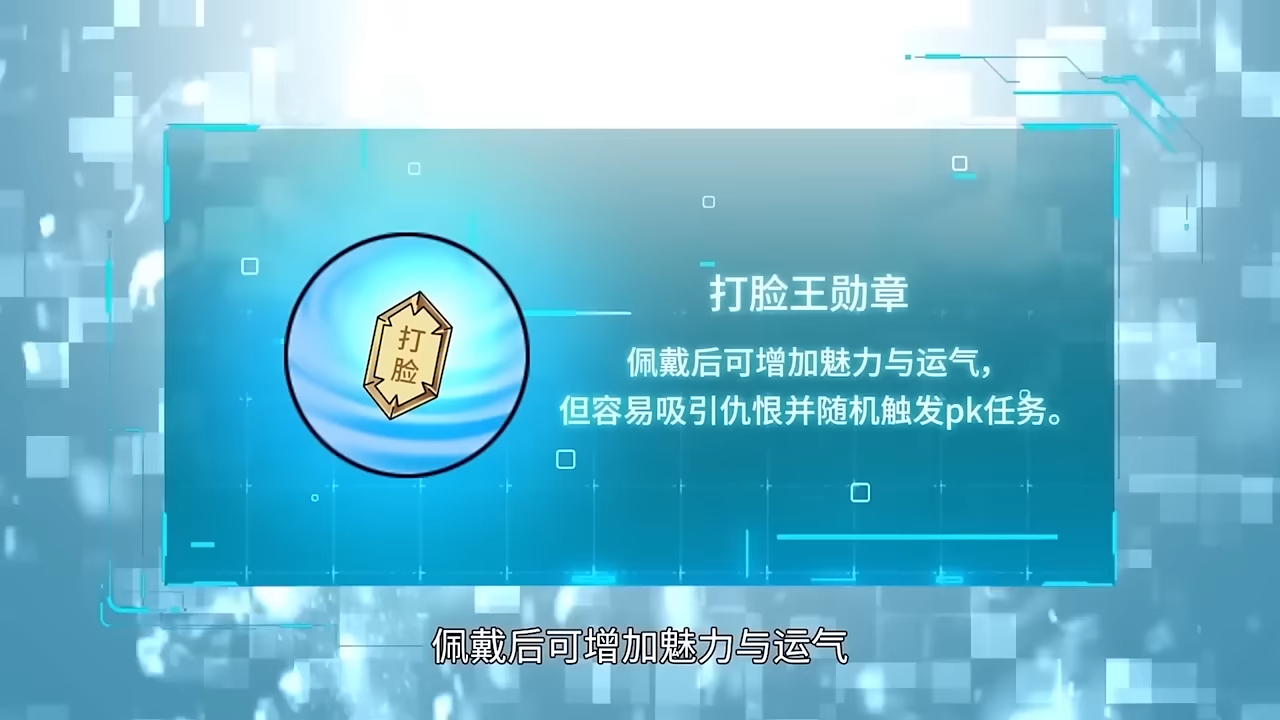 打脸
打脸王勋章
佩戴后可增加魅力与运气，
但容易吸引仇恨并随机触发pk任务。
佩戴后可增加魅力与运气